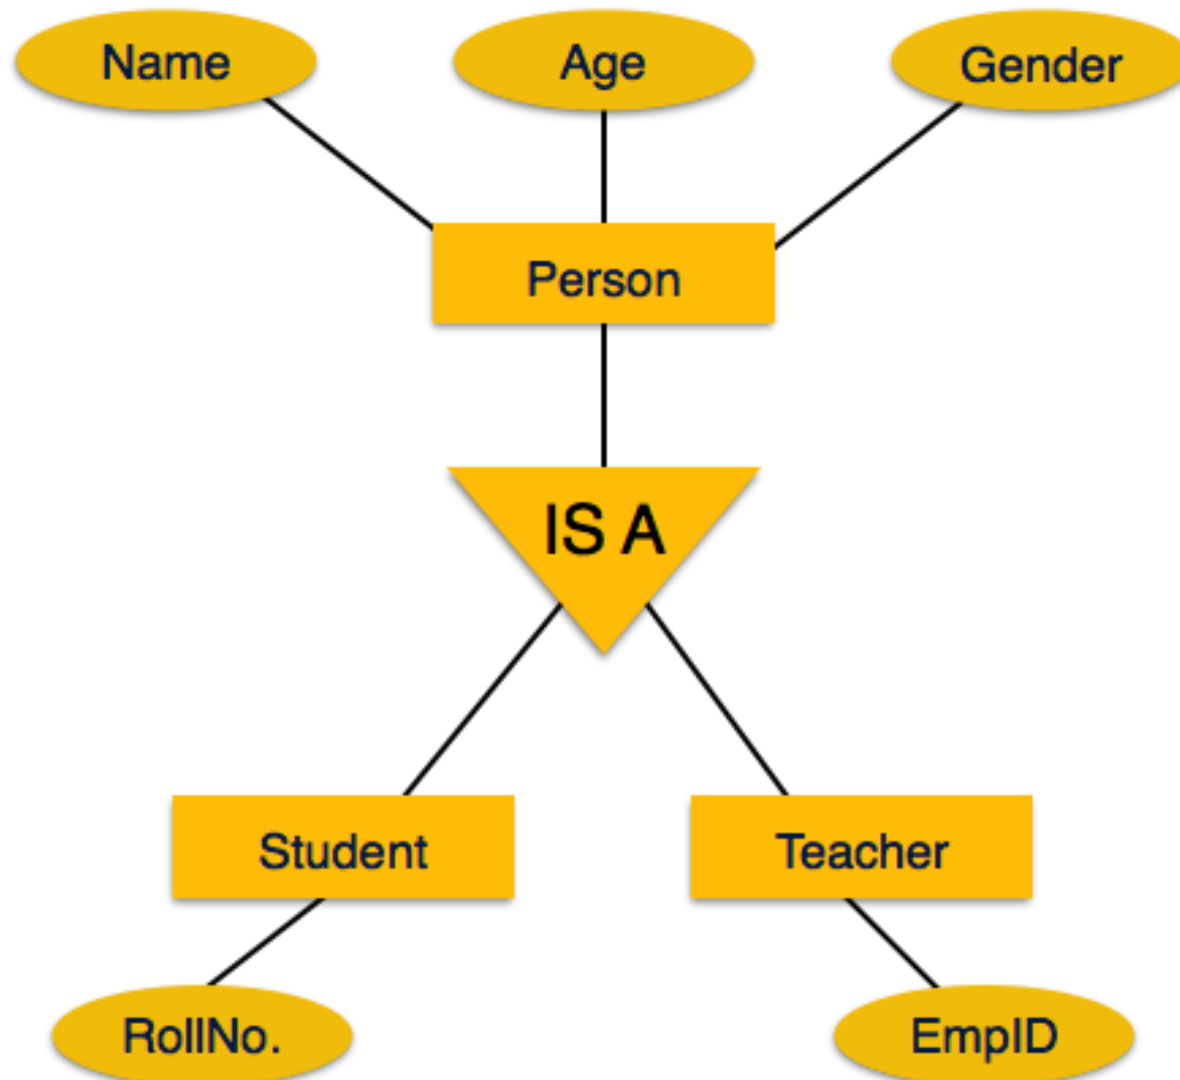 Name
Age
Gender
Person
IS A
Student
Teacher
RollNo.
EmpID